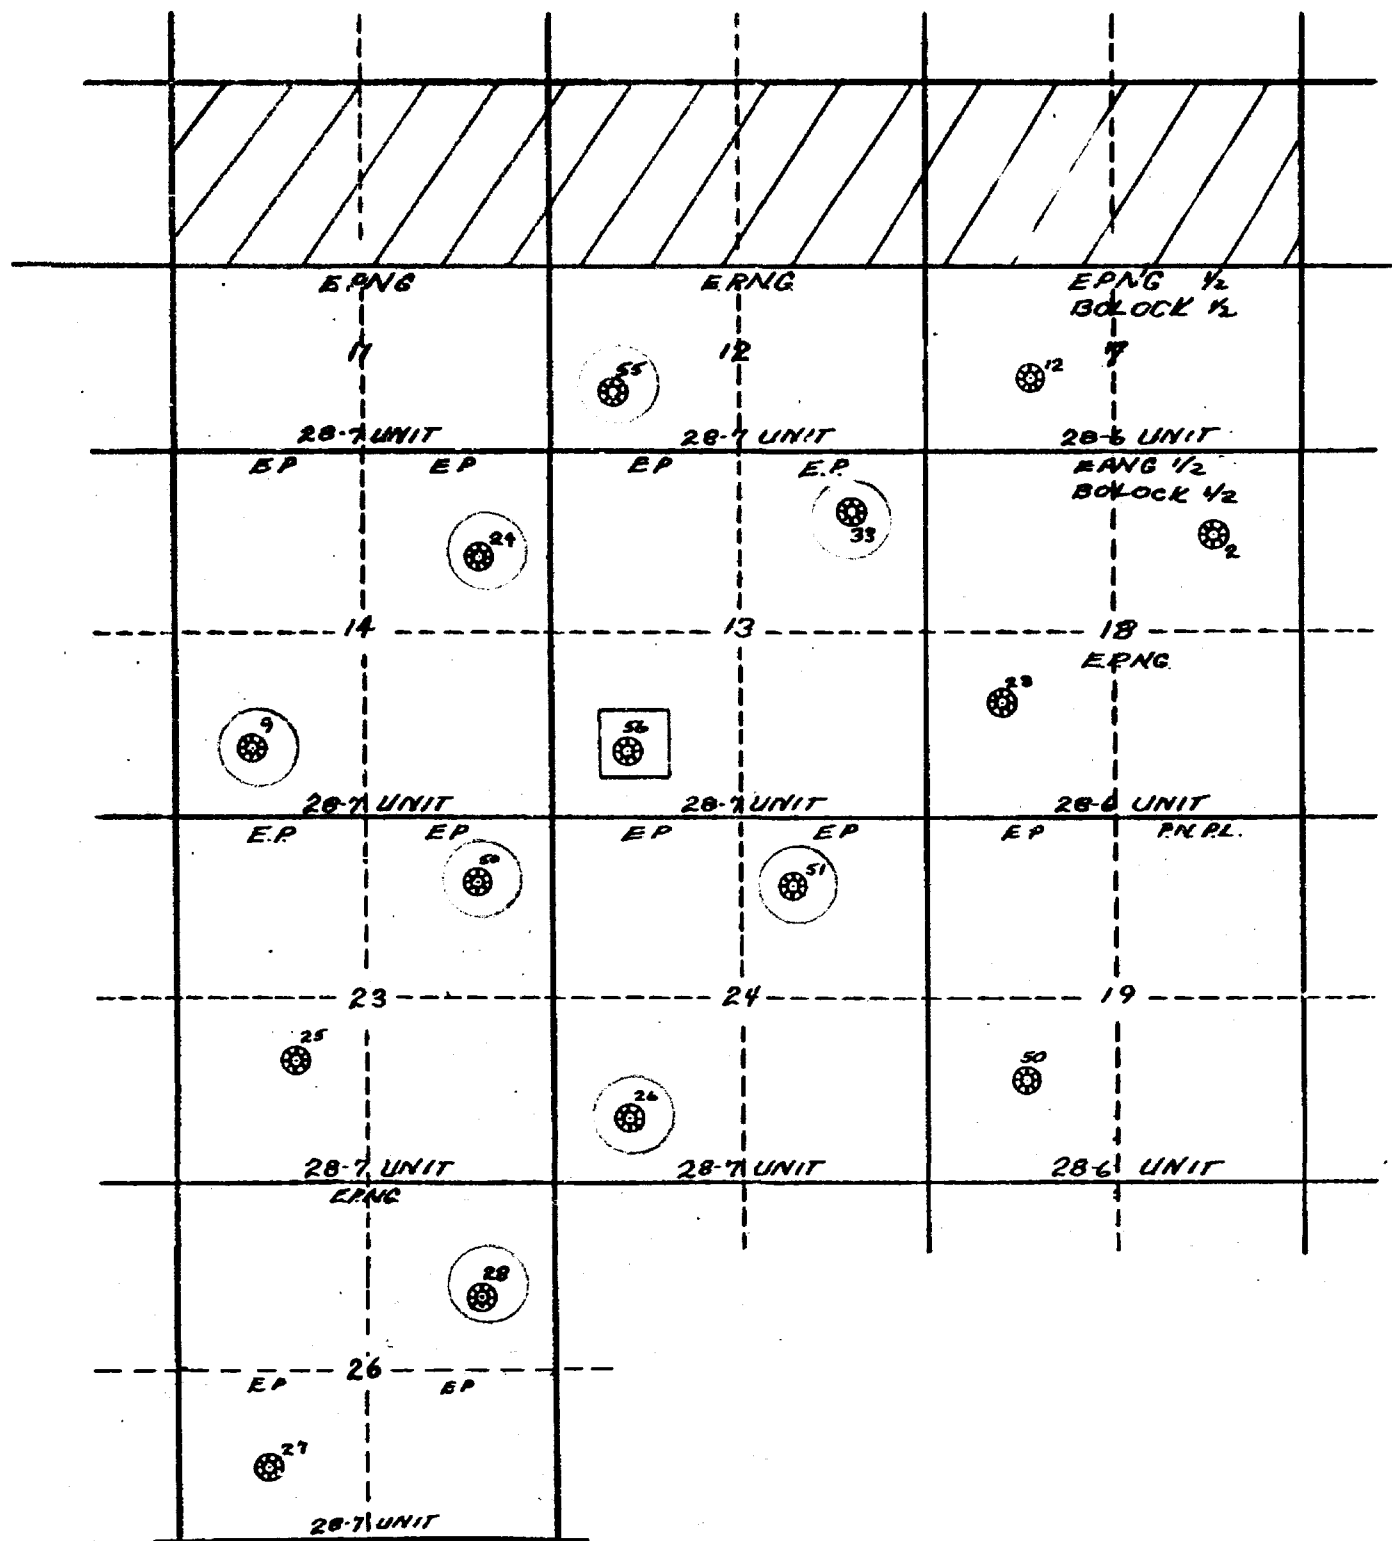 EPNG E.P.N.G. EPNG 1/2
BOLOCK 1/2
11 12 7
55 12
28-7 UNIT 28-7 UNIT 28-6 UNIT
EP EP EP E.P. EPNG 1/2
BOLOCK 1/2
24 33 2
14 13 18
EPNG
28
9 56
28-7 UNIT 28-7 UNIT 28-6 UNIT
E.P. EP EP EP EP P.N.P.L.
50 51
23 24 19
25 26 50
28-7 UNIT 28-7 UNIT 28-6 UNIT
EPNG
28
26
EP EP
27
28-7 UNIT